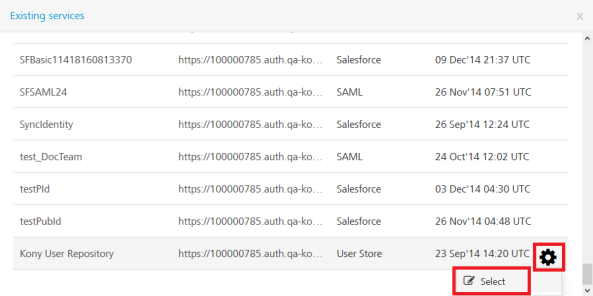 Existing services x
SFBasic11418160813370 https://100000785.auth.qa-ko... Salesforce 09 Dec'14 21:37 UTC
SFSAML24 https://100000785.auth.qa-ko... SAML 26 Nov'14 07:51 UTC
SyncIdentity https://100000785.auth.qa-ko... Salesforce 26 Sep'14 12:24 UTC
test_DocTeam https://100000785.auth.qa-ko... SAML 24 Oct'14 12:02 UTC
testPId https://100000785.auth.qa-ko... Salesforce 03 Dec'14 04:30 UTC
testPubId https://100000785.auth.qa-ko... Salesforce 26 Nov'14 04:48 UTC
Kony User Repository https://100000785.auth.qa-ko... User Store 23 Sep'14 14:20 UTC
Select